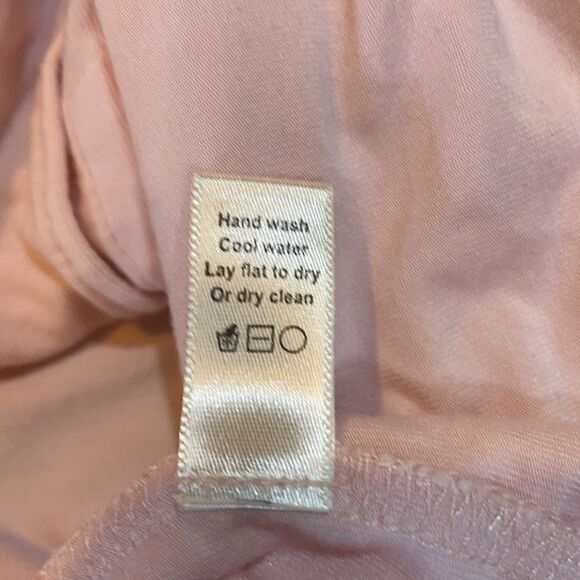 Hand wash
Cool water
Lay flat to dry
Or dry clean